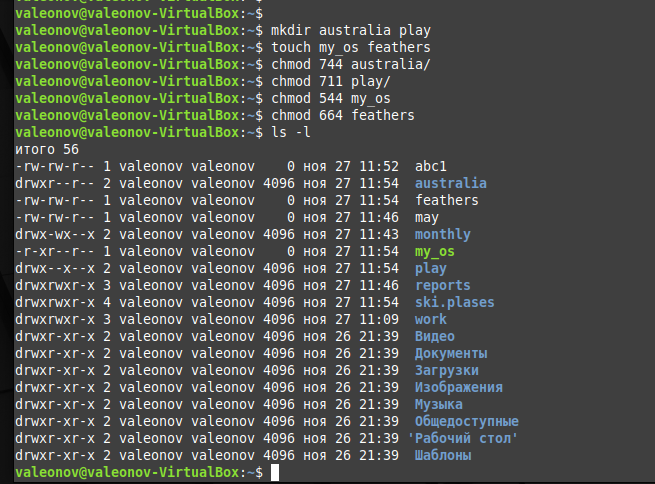 valeonov@valeonov-VirtualBox:~$
valeonov@valeonov-VirtualBox:~$
valeonov@valeonov-VirtualBox:~$ mkdir australia play
valeonov@valeonov-VirtualBox:~$ touch my_os feathers
valeonov@valeonov-VirtualBox:~$ chmod 744 australia/
valeonov@valeonov-VirtualBox:~$ chmod 711 play/
valeonov@valeonov-VirtualBox:~$ chmod 544 my_os
valeonov@valeonov-VirtualBox:~$ chmod 664 feathers
valeonov@valeonov-VirtualBox:~$ ls -l
итого 56
-rw-rw-r-- 1 valeonov valeonov    0 ноя 27 11:52  abc1
drwxr--r-- 2 valeonov valeonov 4096 ноя 27 11:54  australia
-rw-rw-r-- 1 valeonov valeonov    0 ноя 27 11:54  feathers
-rw-rw-r-- 1 valeonov valeonov    0 ноя 27 11:46  may
drwx-wx--x 2 valeonov valeonov 4096 ноя 27 11:43  monthly
-r-xr--r-- 1 valeonov valeonov    0 ноя 27 11:54  my_os
drwx--x--x 2 valeonov valeonov 4096 ноя 27 11:54  play
drwxrwxr-x 3 valeonov valeonov 4096 ноя 27 11:46  reports
drwxrwxr-x 4 valeonov valeonov 4096 ноя 27 11:54  ski.plases
drwxrwxr-x 3 valeonov valeonov 4096 ноя 27 11:09  work
drwxr-xr-x 2 valeonov valeonov 4096 ноя 26 21:39  Видео
drwxr-xr-x 2 valeonov valeonov 4096 ноя 26 21:39  Документы
drwxr-xr-x 2 valeonov valeonov 4096 ноя 26 21:39  Загрузки
drwxr-xr-x 2 valeonov valeonov 4096 ноя 26 21:39  Изображения
drwxr-xr-x 2 valeonov valeonov 4096 ноя 26 21:39  Музыка
drwxr-xr-x 2 valeonov valeonov 4096 ноя 26 21:39  Общедоступные
drwxr-xr-x 2 valeonov valeonov 4096 ноя 26 21:39 'Рабочий стол'
drwxr-xr-x 2 valeonov valeonov 4096 ноя 26 21:39  Шаблоны
valeonov@valeonov-VirtualBox:~$